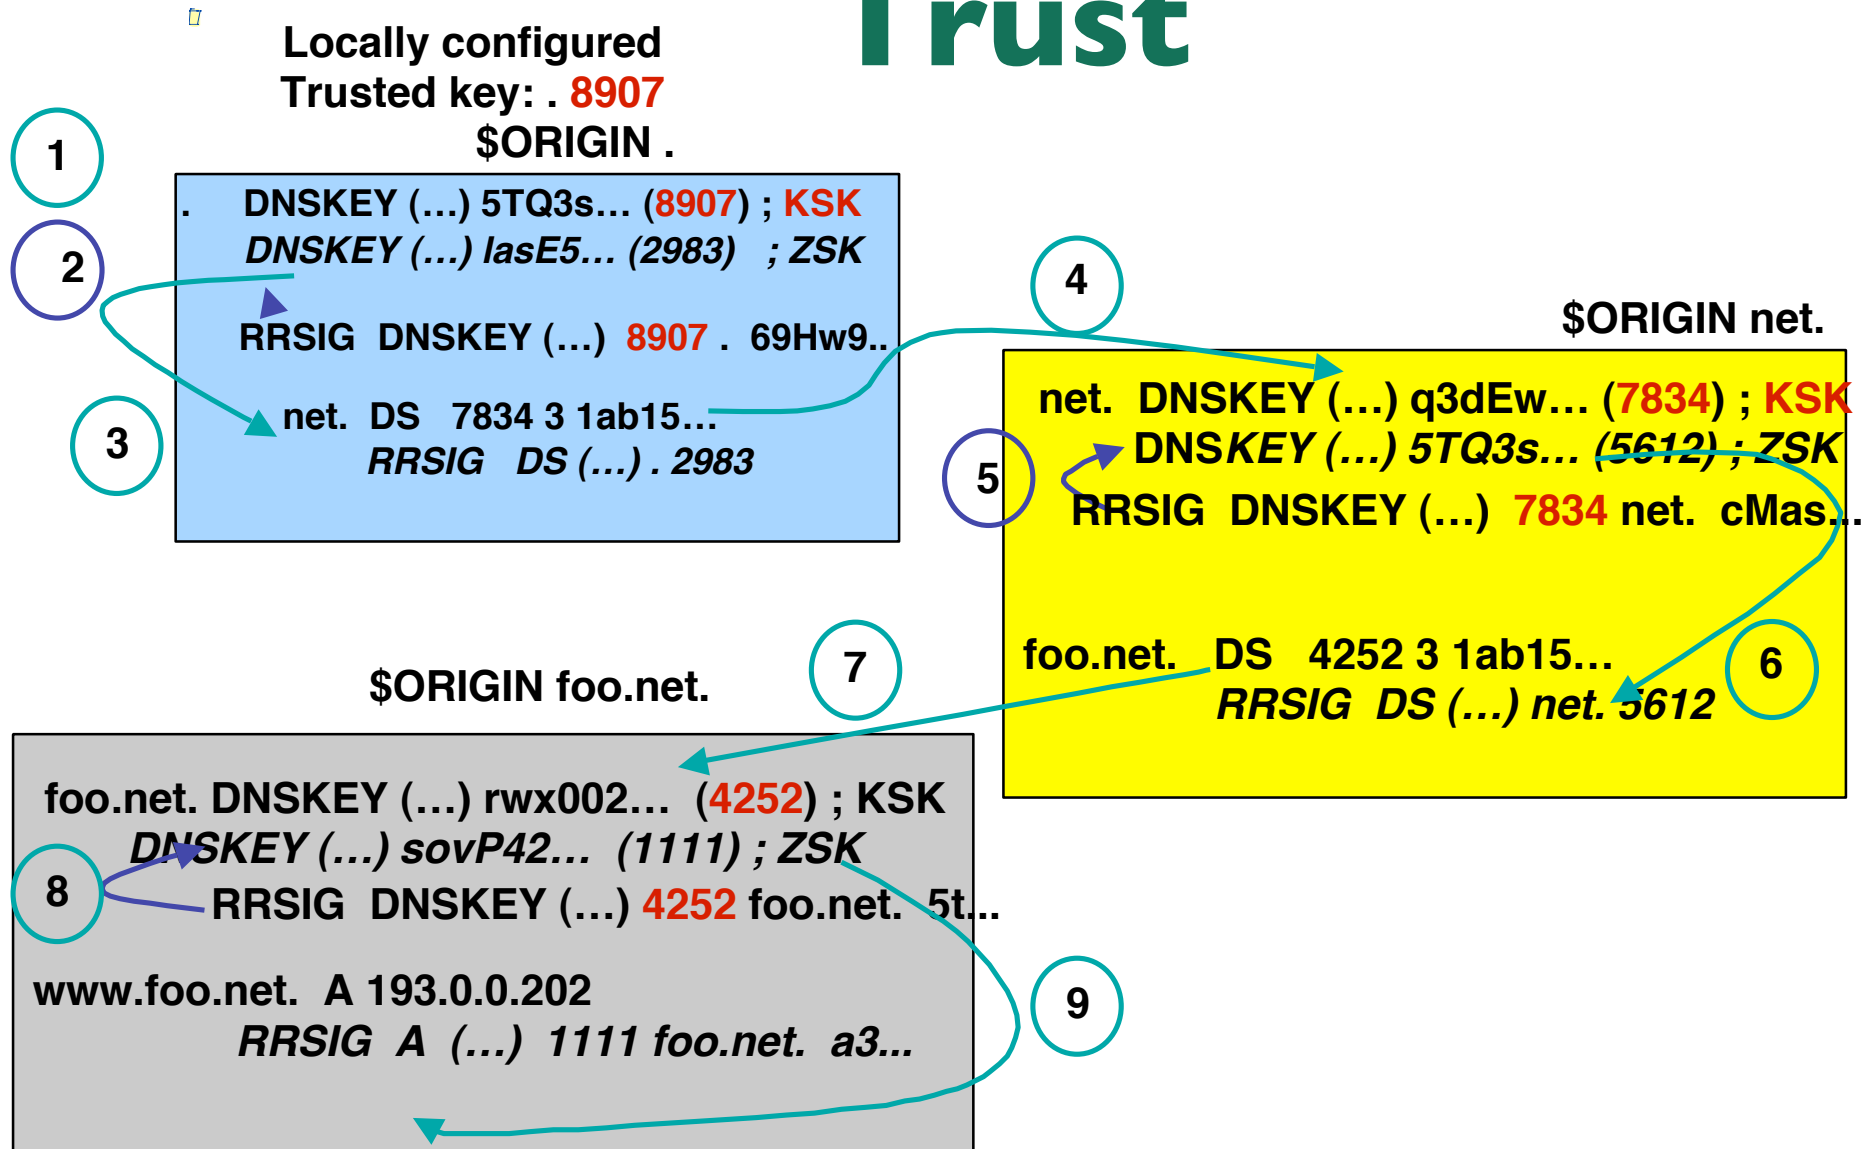 Trust
Locally configured
Trusted key: . 8907
$ORIGIN .
1
. DNSKEY (…) 5TQ3s… (8907) ; KSK
2
DNSKEY (…) lasE5… (2983) ; ZSK
RRSIG DNSKEY (…) 8907 . 69Hw9..
3
net. DS 7834 3 1ab15…
RRSIG DS (…) . 2983
4
$ORIGIN net.
net. DNSKEY (…) q3dEw… (7834) ; KSK
DNSKEY (…) 5TQ3s… (5612) ; ZSK
5
RRSIG DNSKEY (…) 7834 net. cMas...
foo.net. DS 4252 3 1ab15…
6
RRSIG DS (…) net. 5612
7
$ORIGIN foo.net.
foo.net. DNSKEY (…) rwx002… (4252) ; KSK
DNSKEY (…) sovP42… (1111) ; ZSK
8
RRSIG DNSKEY (…) 4252 foo.net. 5t...
www.foo.net. A 193.0.0.202
RRSIG A (…) 1111 foo.net. a3...
9